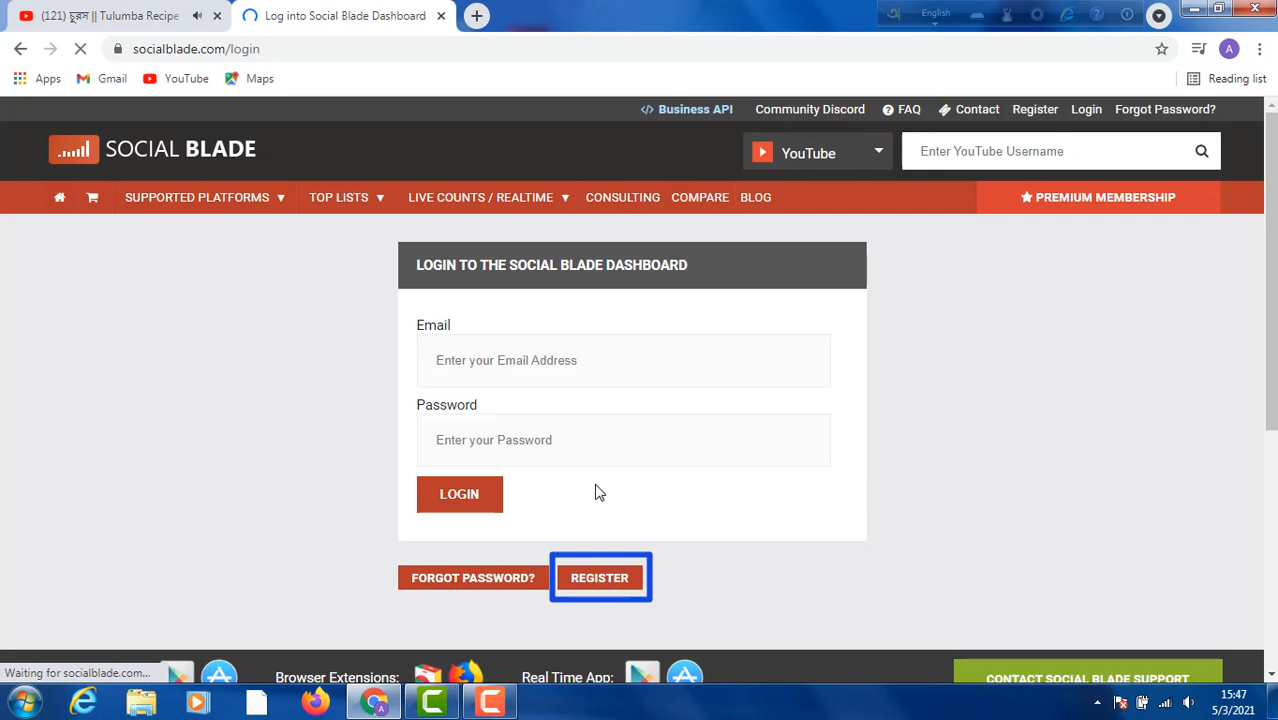 (121) চুরস || Tulumba Recipe
Log into Social Blade Dashboard
English
socialblade.com/login
A
Apps
Gmail
YouTube
Maps
Reading list
</> Business API
Community Discord
FAQ
Contact
Register
Login
Forgot Password?
SOCIAL BLADE
YouTube
Enter YouTube Username
SUPPORTED PLATFORMS
TOP LISTS
LIVE COUNTS / REALTIME
CONSULTING
COMPARE
BLOG
PREMIUM MEMBERSHIP
LOGIN TO THE SOCIAL BLADE DASHBOARD
Email
Enter your Email Address
Password
Enter your Password
LOGIN
FORGOT PASSWORD?
REGISTER
Waiting for socialblade.com...
Browser Extensions:
Real Time App:
CONTACT SOCIAL BLADE SUPPORT
15:47
5/3/2021